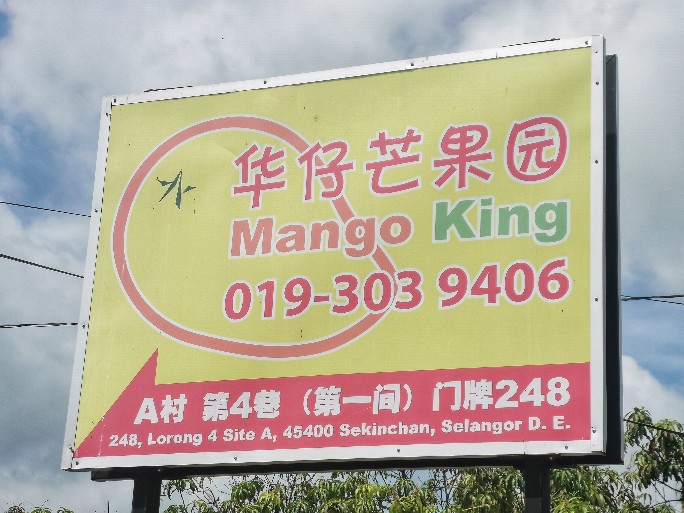 华仔芒果园
Mango King
019-303 9406
A村 第4巷 （第一间）门牌248
248, Lorong 4 Site A, 45400 Sekinchan, Selangor D. E.